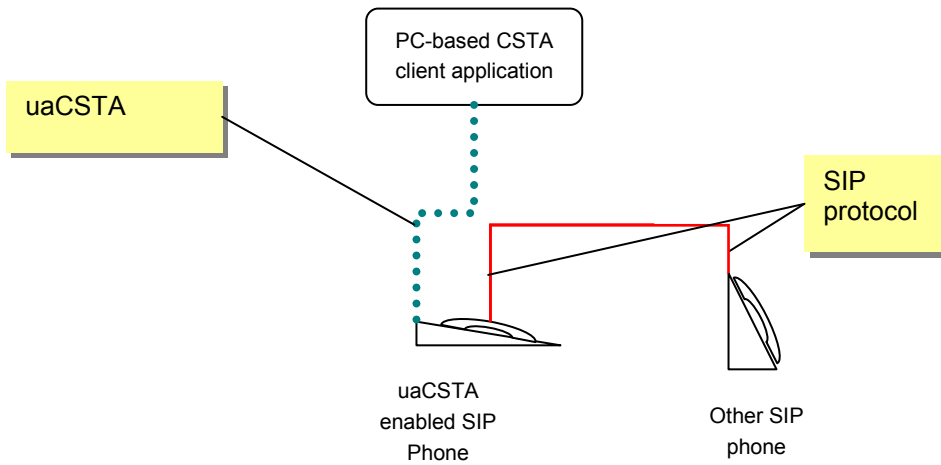 PC-based CSTA
client application
uaCSTA
SIP
protocol
uaCSTA
enabled SIP
Phone
Other SIP
phone